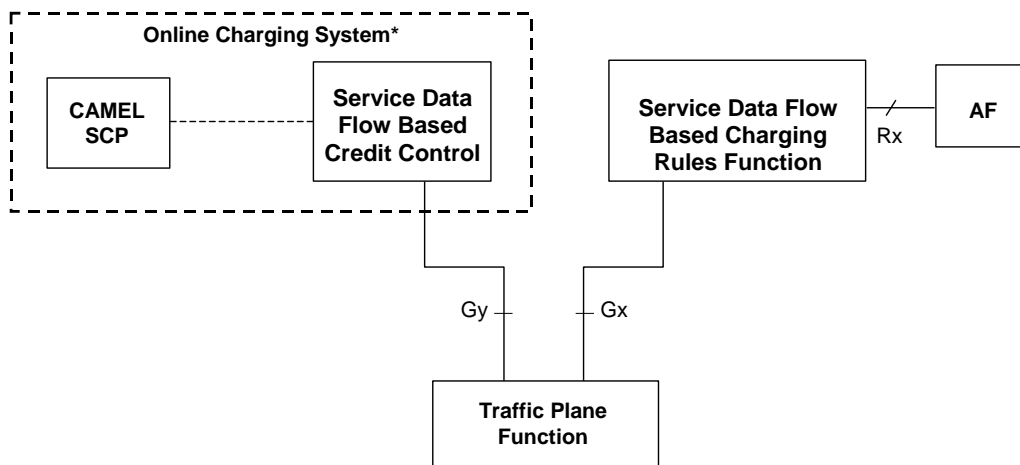 Online Charging System*
CAMEL
SCP
Service Data
Flow Based
Credit Control
Service Data Flow
Based Charging
Rules Function
AF
Rx
Gy
Gx
Traffic Plane
Function